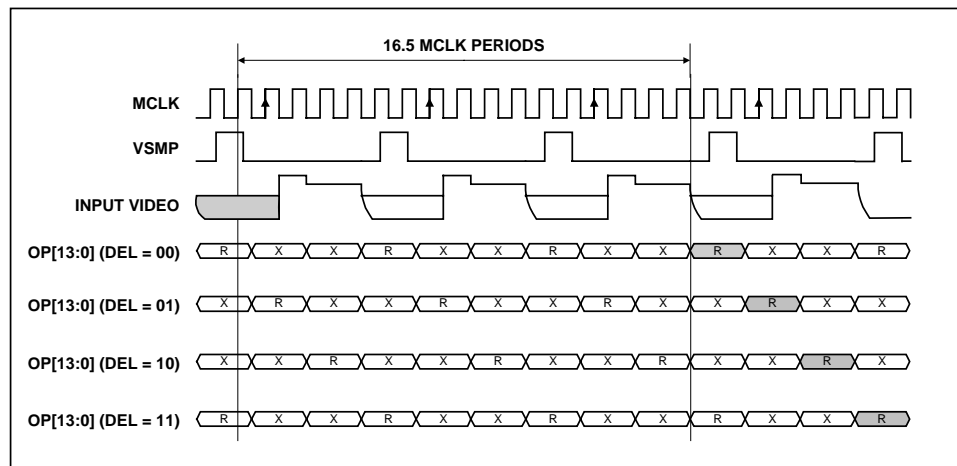 16.5 MCLK PERIODS
MCLK
VSMP
INPUT VIDEO
OP[13:0] (DEL = 00) R X X R X X R X X R X X R
OP[13:0] (DEL = 01) X R X X R X X R X X R X X
OP[13:0] (DEL = 10) X X R X X R X X R X X R X
OP[13:0] (DEL = 11) R X X R X X R X X R X X R